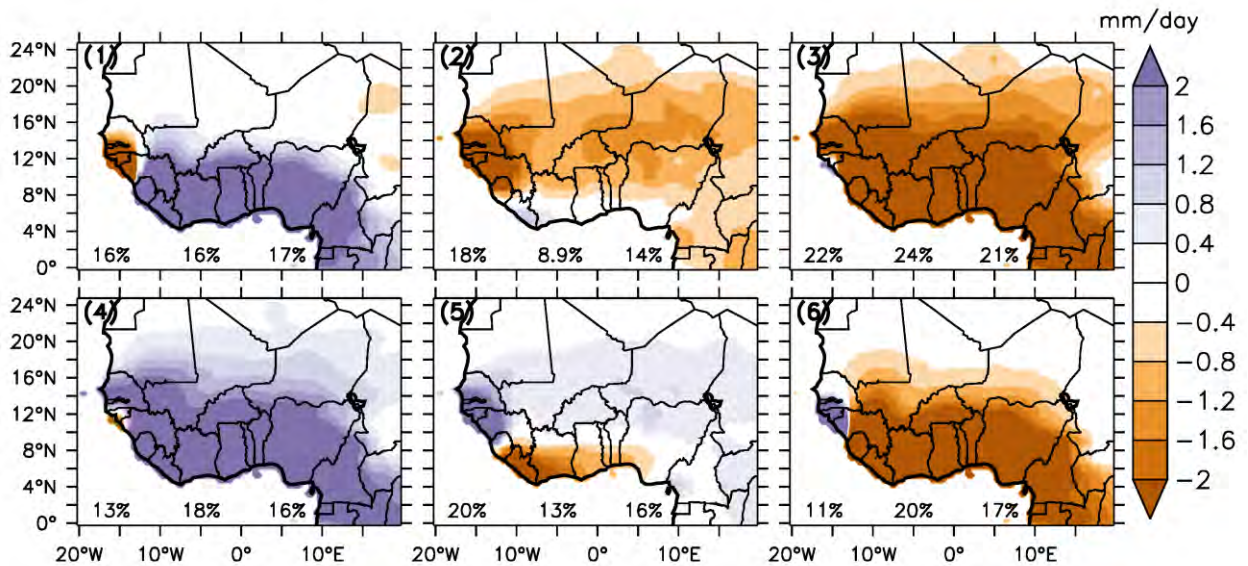 mm/day
(1) (2) (3)
24°N
20°N
16°N
12°N
8°N
4°N
0°
16% 16% 17% 18% 8.9% 14% 22% 24% 21%
(4) (5) (6)
24°N
20°N
16°N
12°N
8°N
4°N
0°
13% 18% 16% 20% 13% 16% 11% 20% 17%
20°W 10°W 0° 10°E 20°W 10°W 0° 10°E 20°W 10°W 0° 10°E
2
1.6
1.2
0.8
0.4
0
−0.4
−0.8
−1.2
−1.6
−2